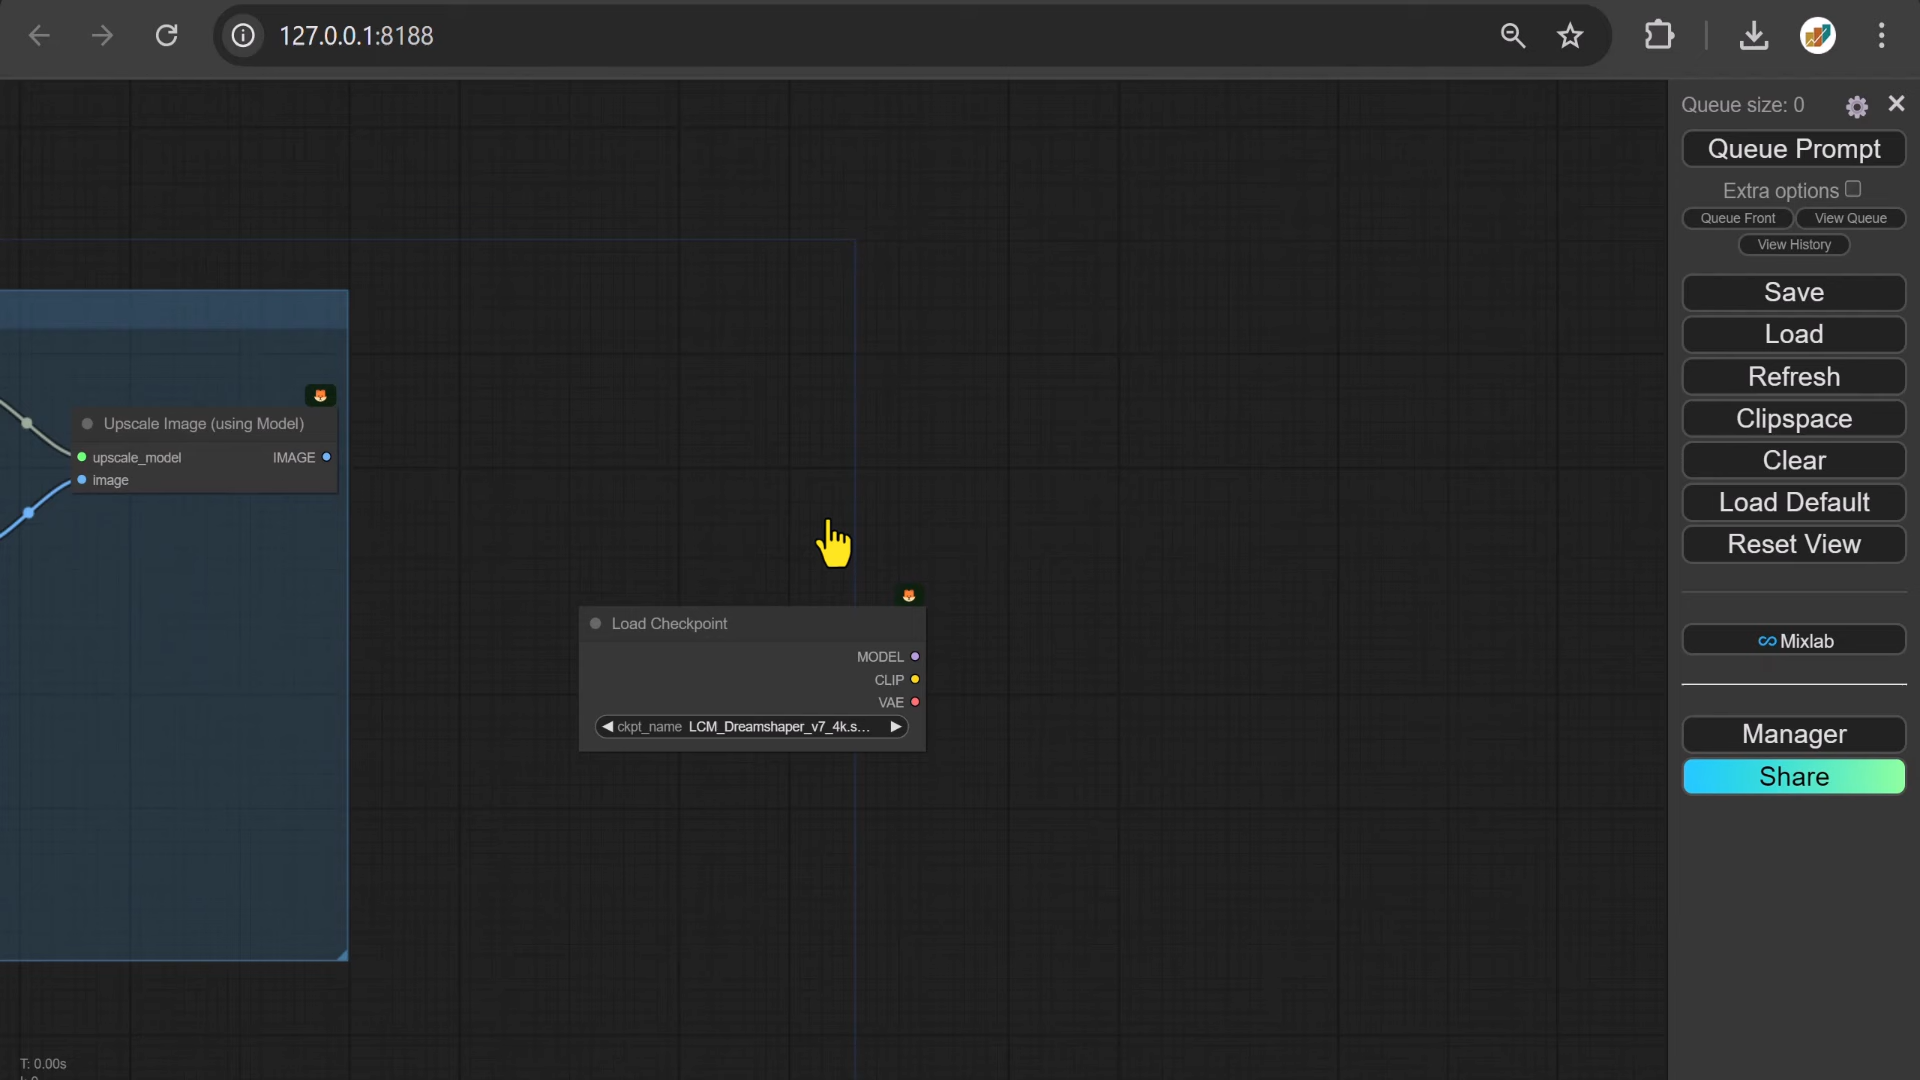 127.0.0.1:8188
Queue size: 0
Queue Prompt
Extra options
Queue Front
View Queue
View History
Save
Load
Refresh
Clipspace
Clear
Load Default
Reset View
Mixlab
Manager
Share
Upscale Image (using Model)
upscale_model
IMAGE
image
Load Checkpoint
MODEL
CLIP
VAE
ckpt_name LCM_Dreamshaper_v7_4k.s...
T: 0.00s